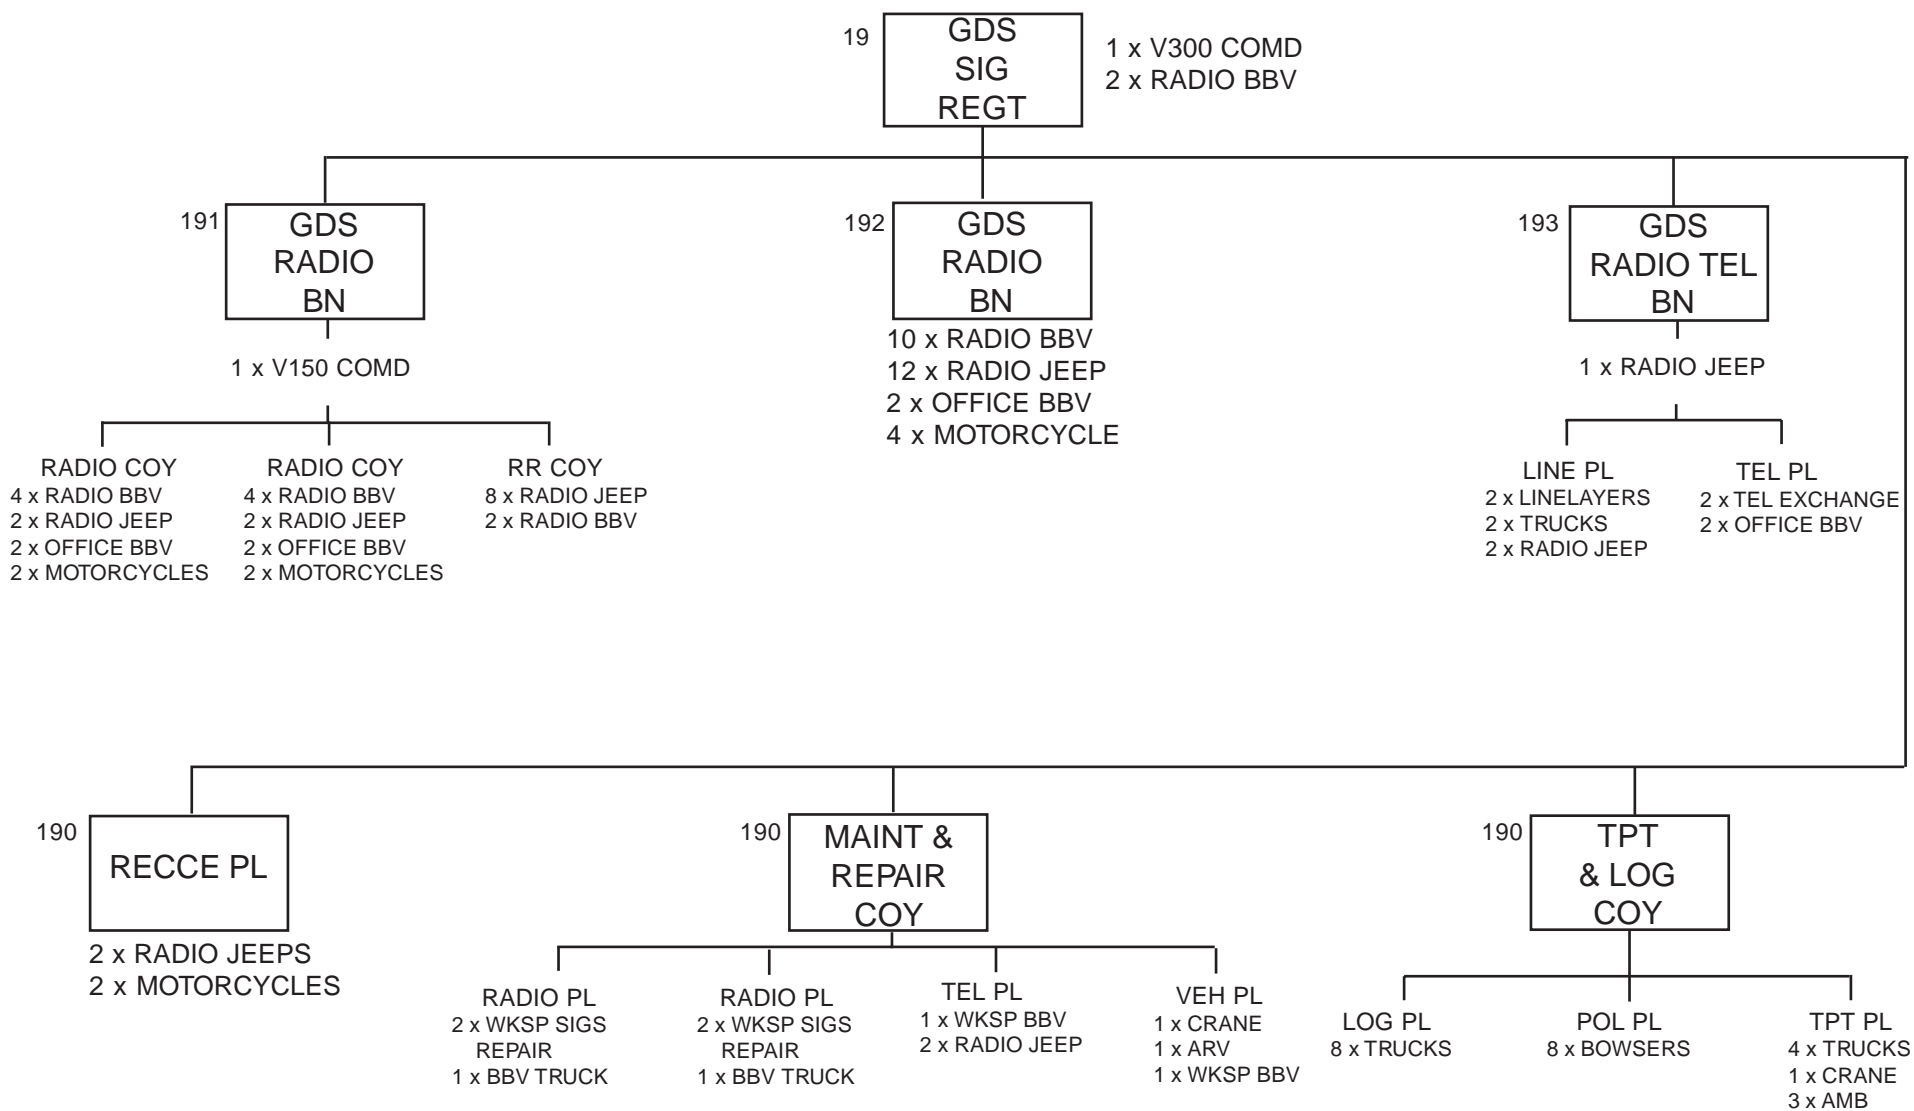 19
GDS
SIG
REGT
1 x V300 COMD
2 x RADIO BBV
191
GDS
RADIO
BN
1 x V150 COMD
RADIO COY
4 x RADIO BBV
2 x RADIO JEEP
2 x OFFICE BBV
2 x MOTORCYCLES
RADIO COY
4 x RADIO BBV
2 x RADIO JEEP
2 x OFFICE BBV
2 x MOTORCYCLES
RR COY
8 x RADIO JEEP
2 x RADIO BBV
192
GDS
RADIO
BN
10 x RADIO BBV
12 x RADIO JEEP
2 x OFFICE BBV
4 x MOTORCYCLE
193
GDS
RADIO TEL
BN
1 x RADIO JEEP
LINE PL
2 x LINELAYERS
2 x TRUCKS
2 x RADIO JEEP
TEL PL
2 x TEL EXCHANGE
2 x OFFICE BBV
190
RECCE PL
2 x RADIO JEEPS
2 x MOTORCYCLES
190
MAINT &
REPAIR
COY
RADIO PL
2 x WKSP SIGS
REPAIR
1 x BBV TRUCK
RADIO PL
2 x WKSP SIGS
REPAIR
1 x BBV TRUCK
TEL PL
1 x WKSP BBV
2 x RADIO JEEP
VEH PL
1 x CRANE
1 x ARV
1 x WKSP BBV
190
TPT
& LOG
COY
LOG PL
8 x TRUCKS
POL PL
8 x BOWSERS
TPT PL
4 x TRUCKS
1 x CRANE
3 x AMB